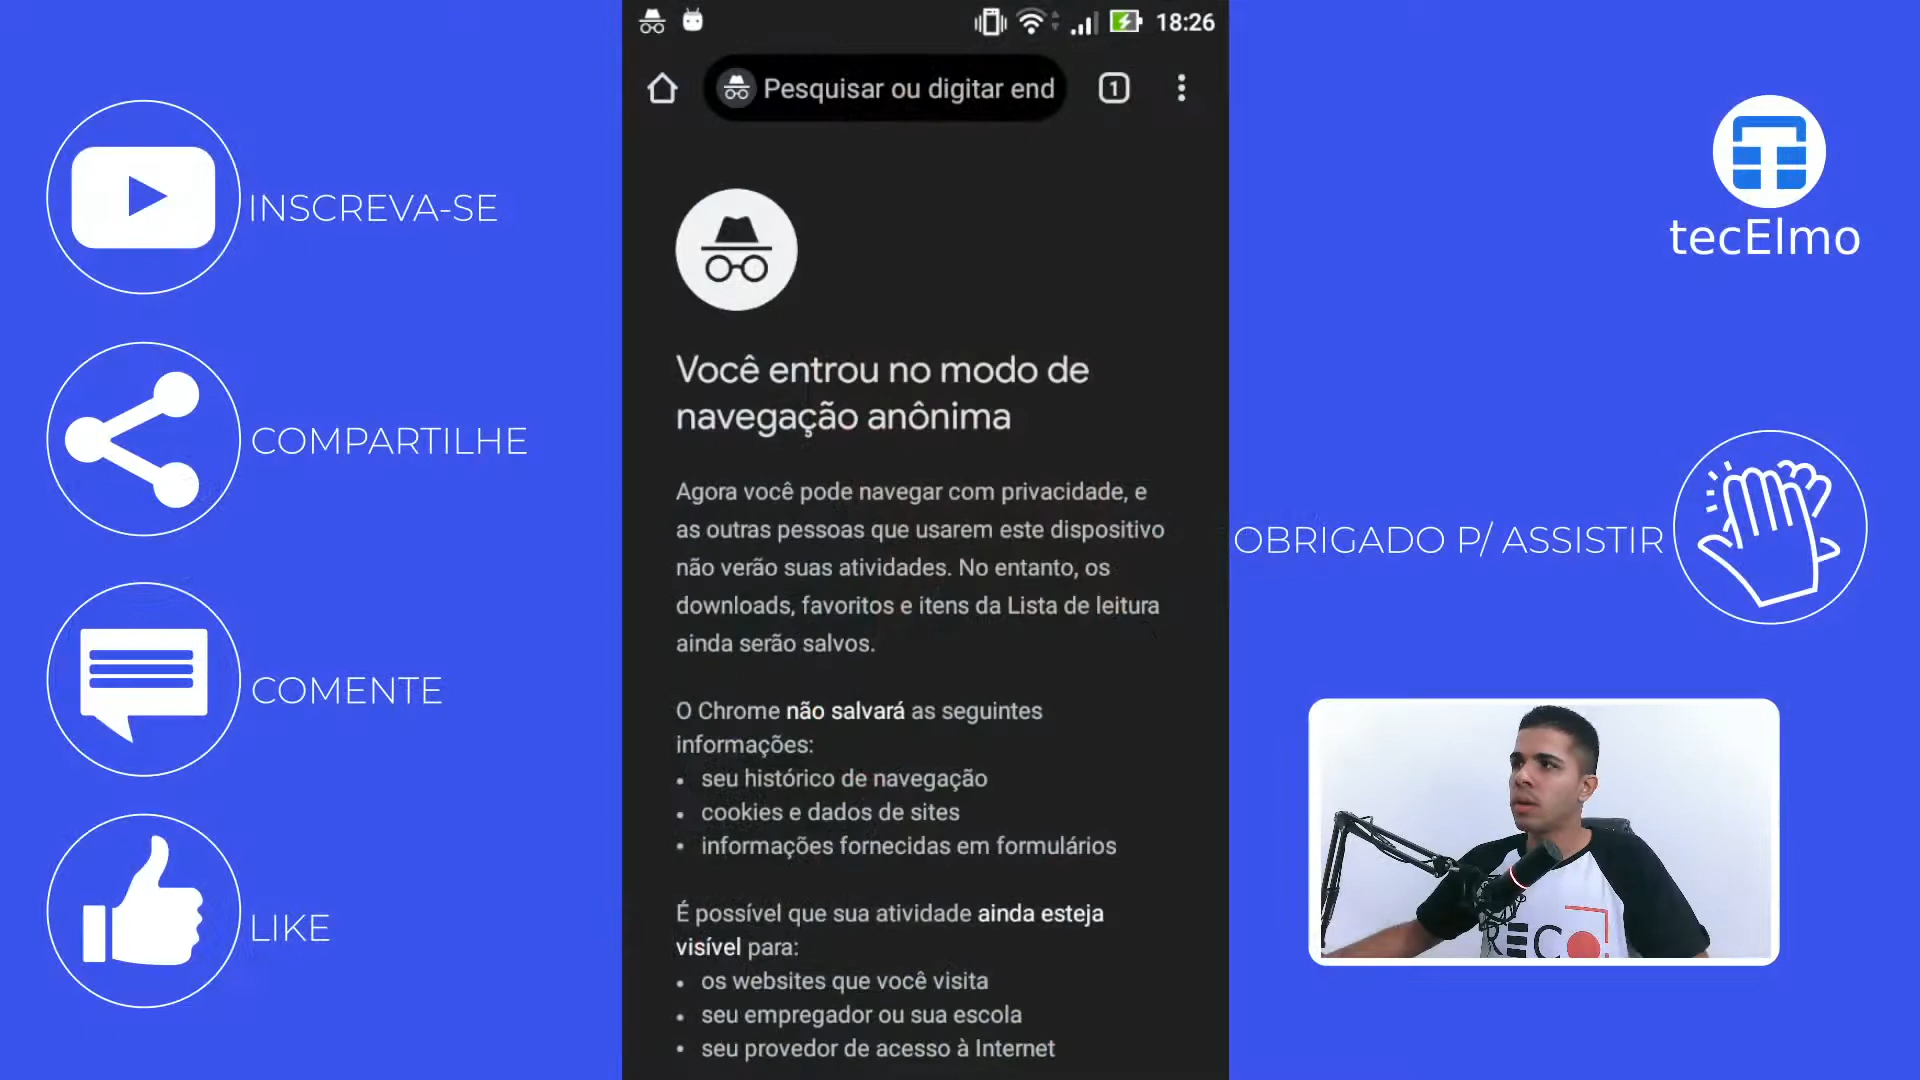 18:26
Pesquisar ou digitar end
1
Você entrou no modo de
navegação anônima
Agora você pode navegar com privacidade, e
as outras pessoas que usarem este dispositivo
não verão suas atividades. No entanto, os
downloads, favoritos e itens da Lista de leitura
ainda serão salvos.
O Chrome não salvará as seguintes
informações:
• seu histórico de navegação
• cookies e dados de sites
• informações fornecidas em formulários
É possível que sua atividade ainda esteja
visível para:
• os websites que você visita
• seu empregador ou sua escola
• seu provedor de acesso à Internet
INSCREVA-SE
COMPARTILHE
COMENTE
LIKE
tecElmo
OBRIGADO P/ ASSISTIR
REC